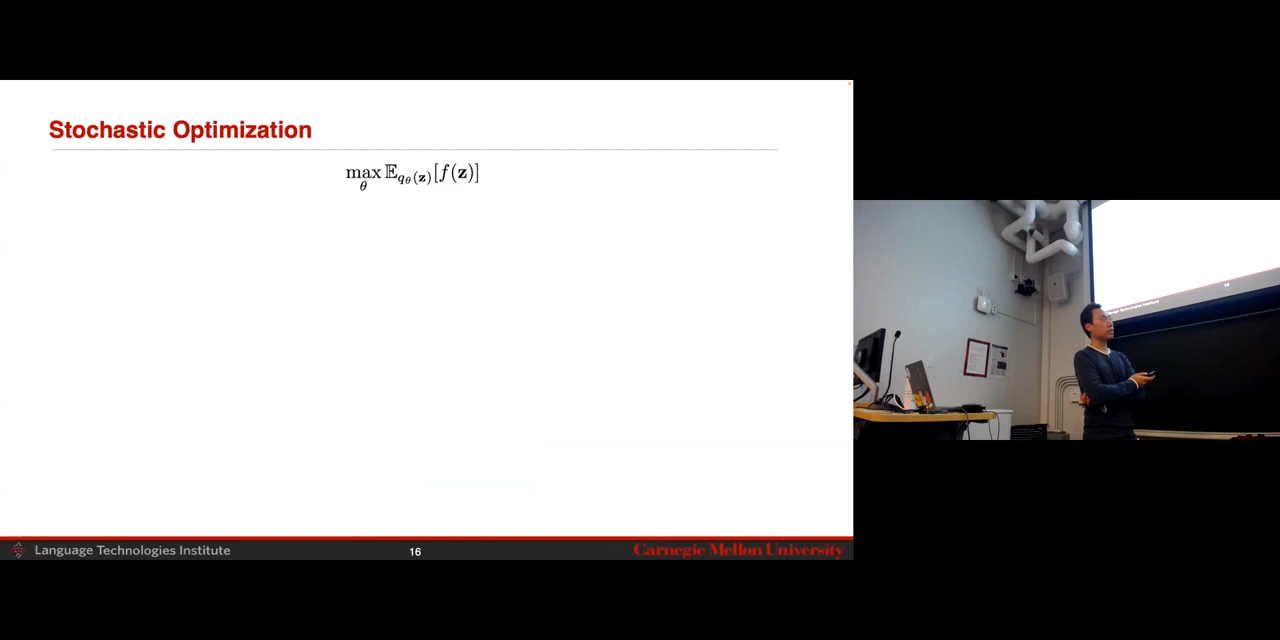 Stochastic Optimization
max_θ 𝔼_{q_θ(𝐳)}[f(𝐳)]
Language Technologies Institute
16
Carnegie Mellon University